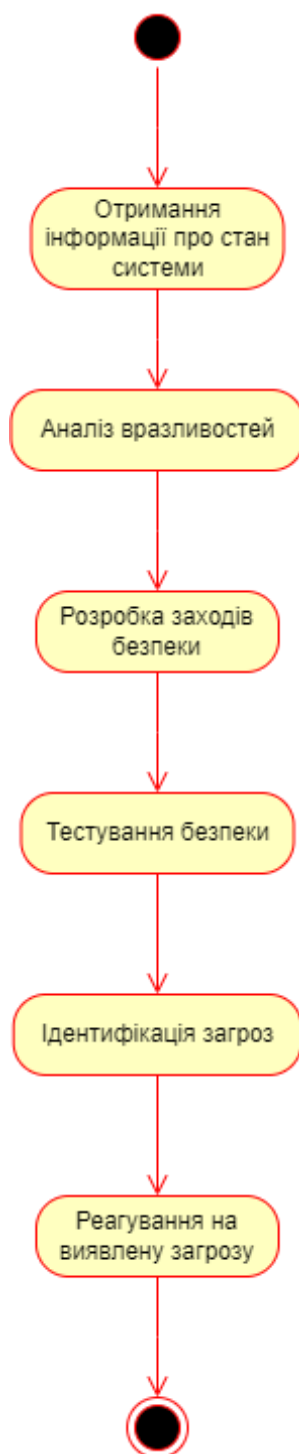 Отримання
інформації про стан
системи
Аналіз вразливостей
Розробка заходів
безпеки
Тестування безпеки
Ідентифікація загроз
Реагування на
виявлену загрозу